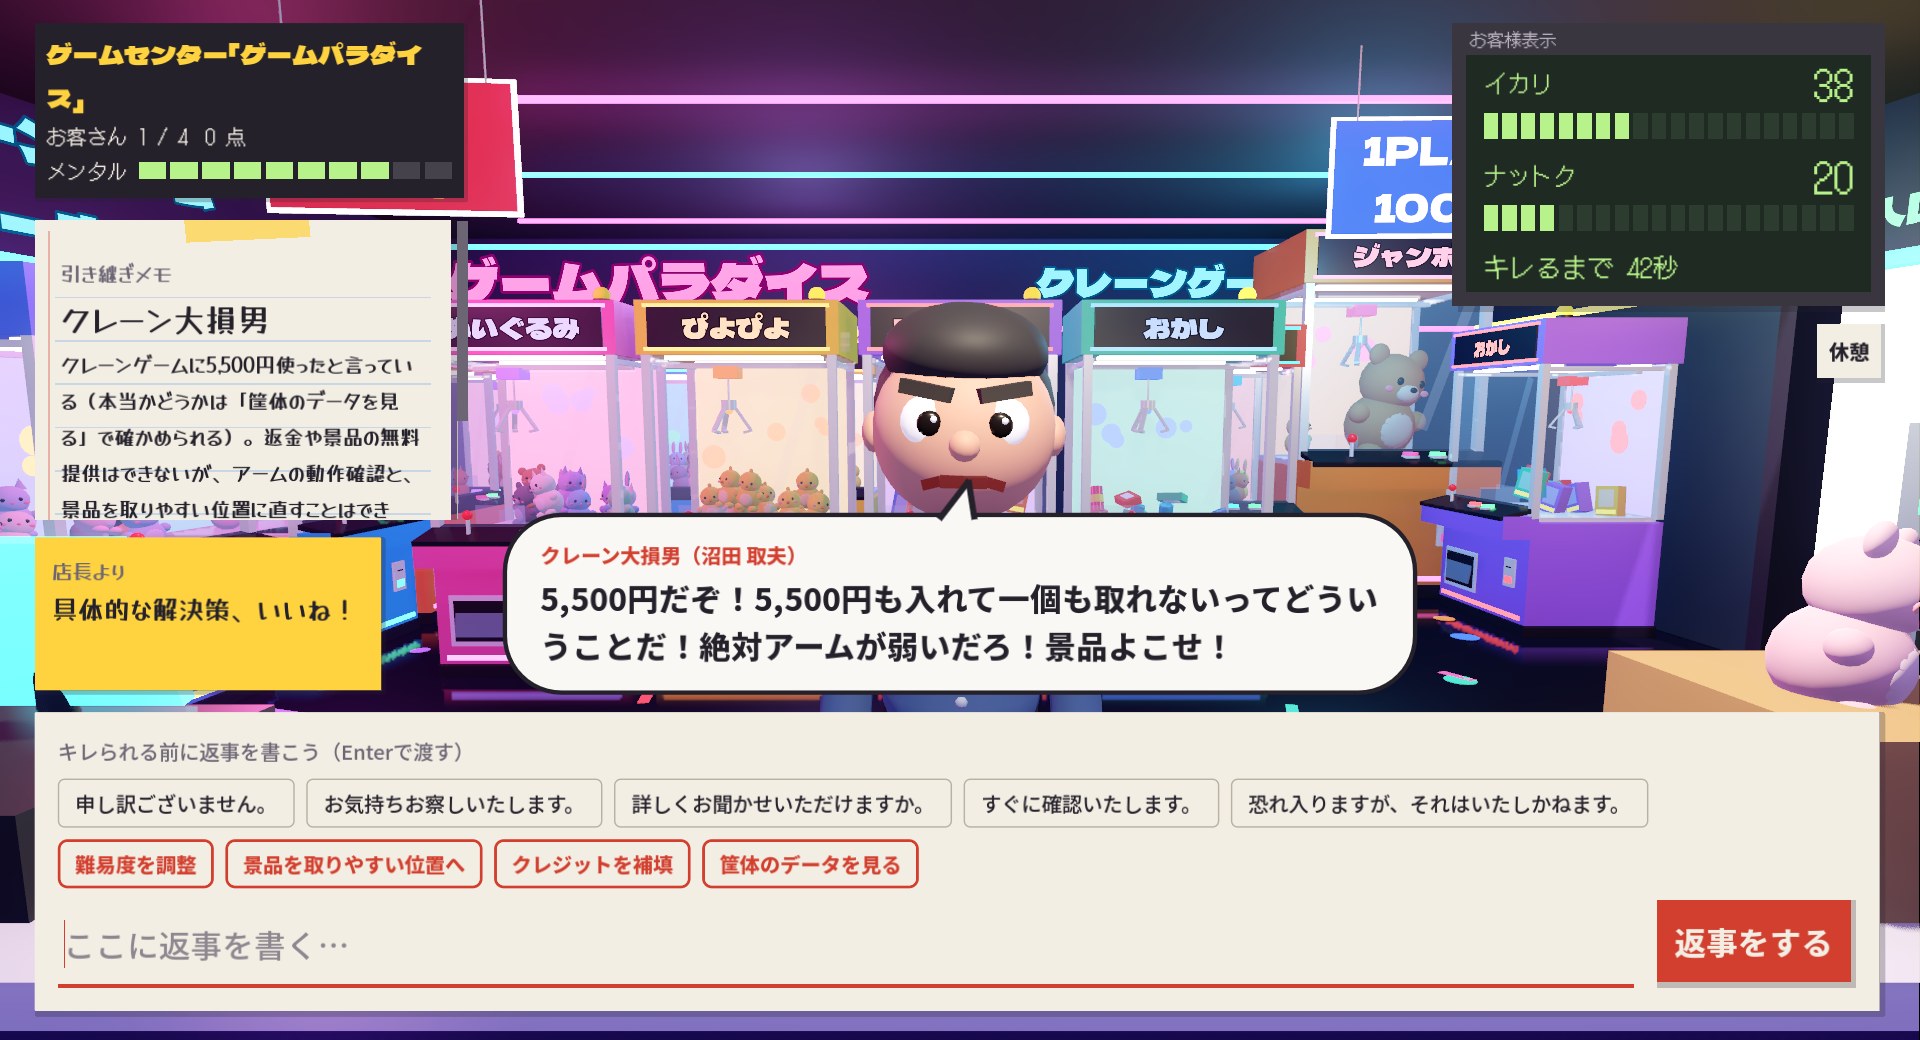 ゲームセンター「ゲームパラダイ
ス」
お客さん 1/4 0点
メンタル
引き継ぎメモ
クレーン大損男
クレーンゲームに5,500円使ったと言ってい
る（本当かどうかは「筐体のデータを見
る」で確かめられる）。返金や景品の無料
提供はできないが、アームの動作確認と、
景品を取りやすい位置に直すことはでき
店長より
具体的な解決策、いいね！
お客様表示
イカリ 38
ナットク 20
キレるまで 42秒
休憩
1PL
100
ジャンボ
ゲームパラダイス
クレーンゲー
いぐるみ
ぴよぴよ
おかし
おかし
クレーン大損男（沼田 取夫）
5,500円だぞ！5,500円も入れて一個も取れないってどうい
うことだ！絶対アームが弱いだろ！景品よこせ！
キレられる前に返事を書こう（Enterで渡す）
申し訳ございません。
お気持ちお察しいたします。
詳しくお聞かせいただけますか。
すぐに確認いたします。
恐れ入りますが、それはいたしかねます。
難易度を調整
景品を取りやすい位置へ
クレジットを補填
筐体のデータを見る
ここに返事を書く…
返事をする